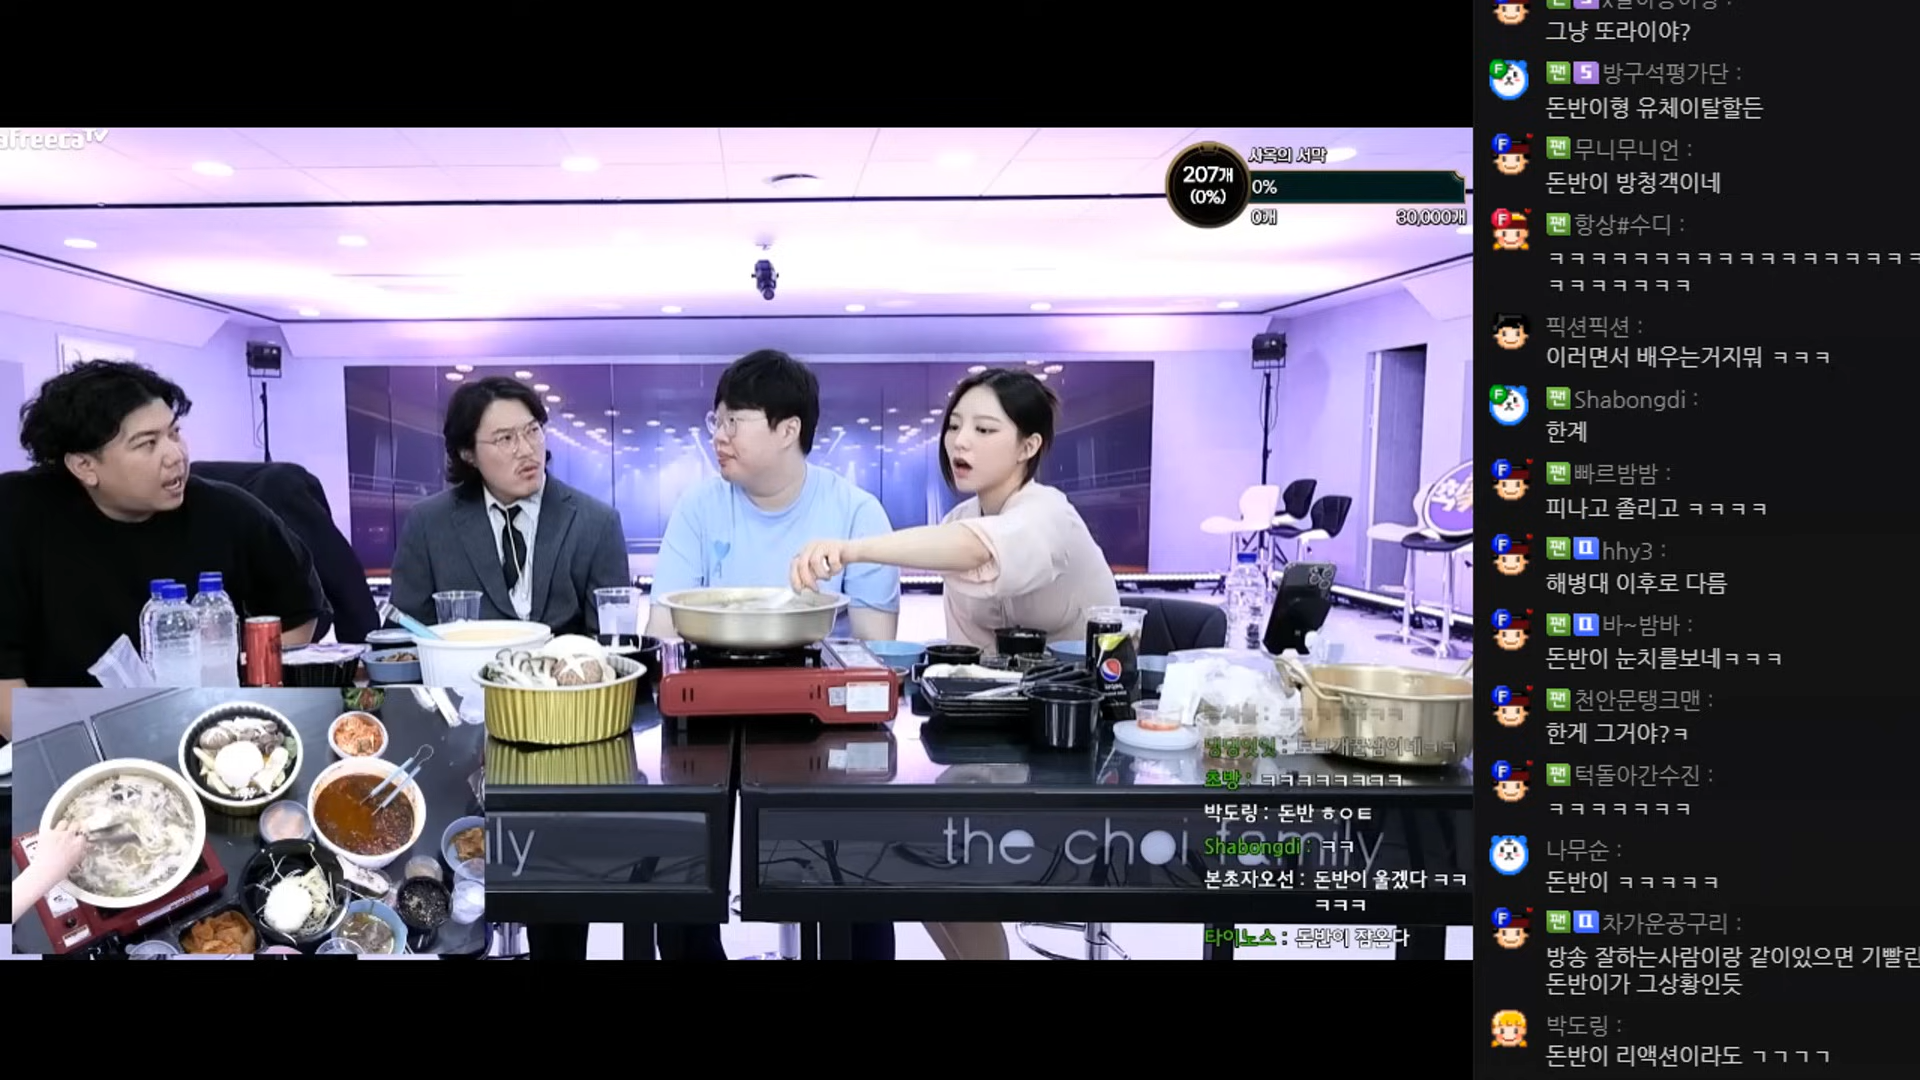 afreecaTV
사옥의 서막
207개
(0%)
0%
0개
30,000개
초방 : ㅋㅋㅋㅋㅋㅋㅋㅋ
박도링 : 돈반 ㅎㅇㅌ
Shabongdi : ㅋㅋ
본초자오선 : 돈반이 울겠다 ㅋㅋ
ㅋㅋㅋ
타이노스 : 돈반이 잠온다
ily
the choi family
그냥 또라이야?
팬 S 방구석평가단 :
돈반이형 유체이탈할든
팬 무니무니언 :
돈반이 방청객이네
팬 항상#수디 :
ㅋㅋㅋㅋㅋㅋㅋㅋㅋㅋㅋㅋㅋㅋㅋㅋㅋㅋ
ㅋㅋㅋㅋㅋㅋㅋ
픽션픽션 :
이러면서 배우는거지뭐 ㅋㅋㅋ
팬 Shabongdi :
한계
팬 빠르밤밤 :
피나고 졸리고 ㅋㅋㅋㅋ
팬 hhy3 :
해병대 이후로 다름
팬 바~밤바 :
돈반이 눈치를보네ㅋㅋㅋ
팬 천안문탱크맨 :
한게 그거야?ㅋ
팬 턱돌아간수진 :
ㅋㅋㅋㅋㅋㅋㅋ
나무순 :
돈반이 ㅋㅋㅋㅋㅋ
팬 차가운공구리 :
방송 잘하는사람이랑 같이있으면 기빨린
돈반이가 그상황인듯
박도링 :
돈반이 리액션이라도 ㄱㄱㄱㄱ